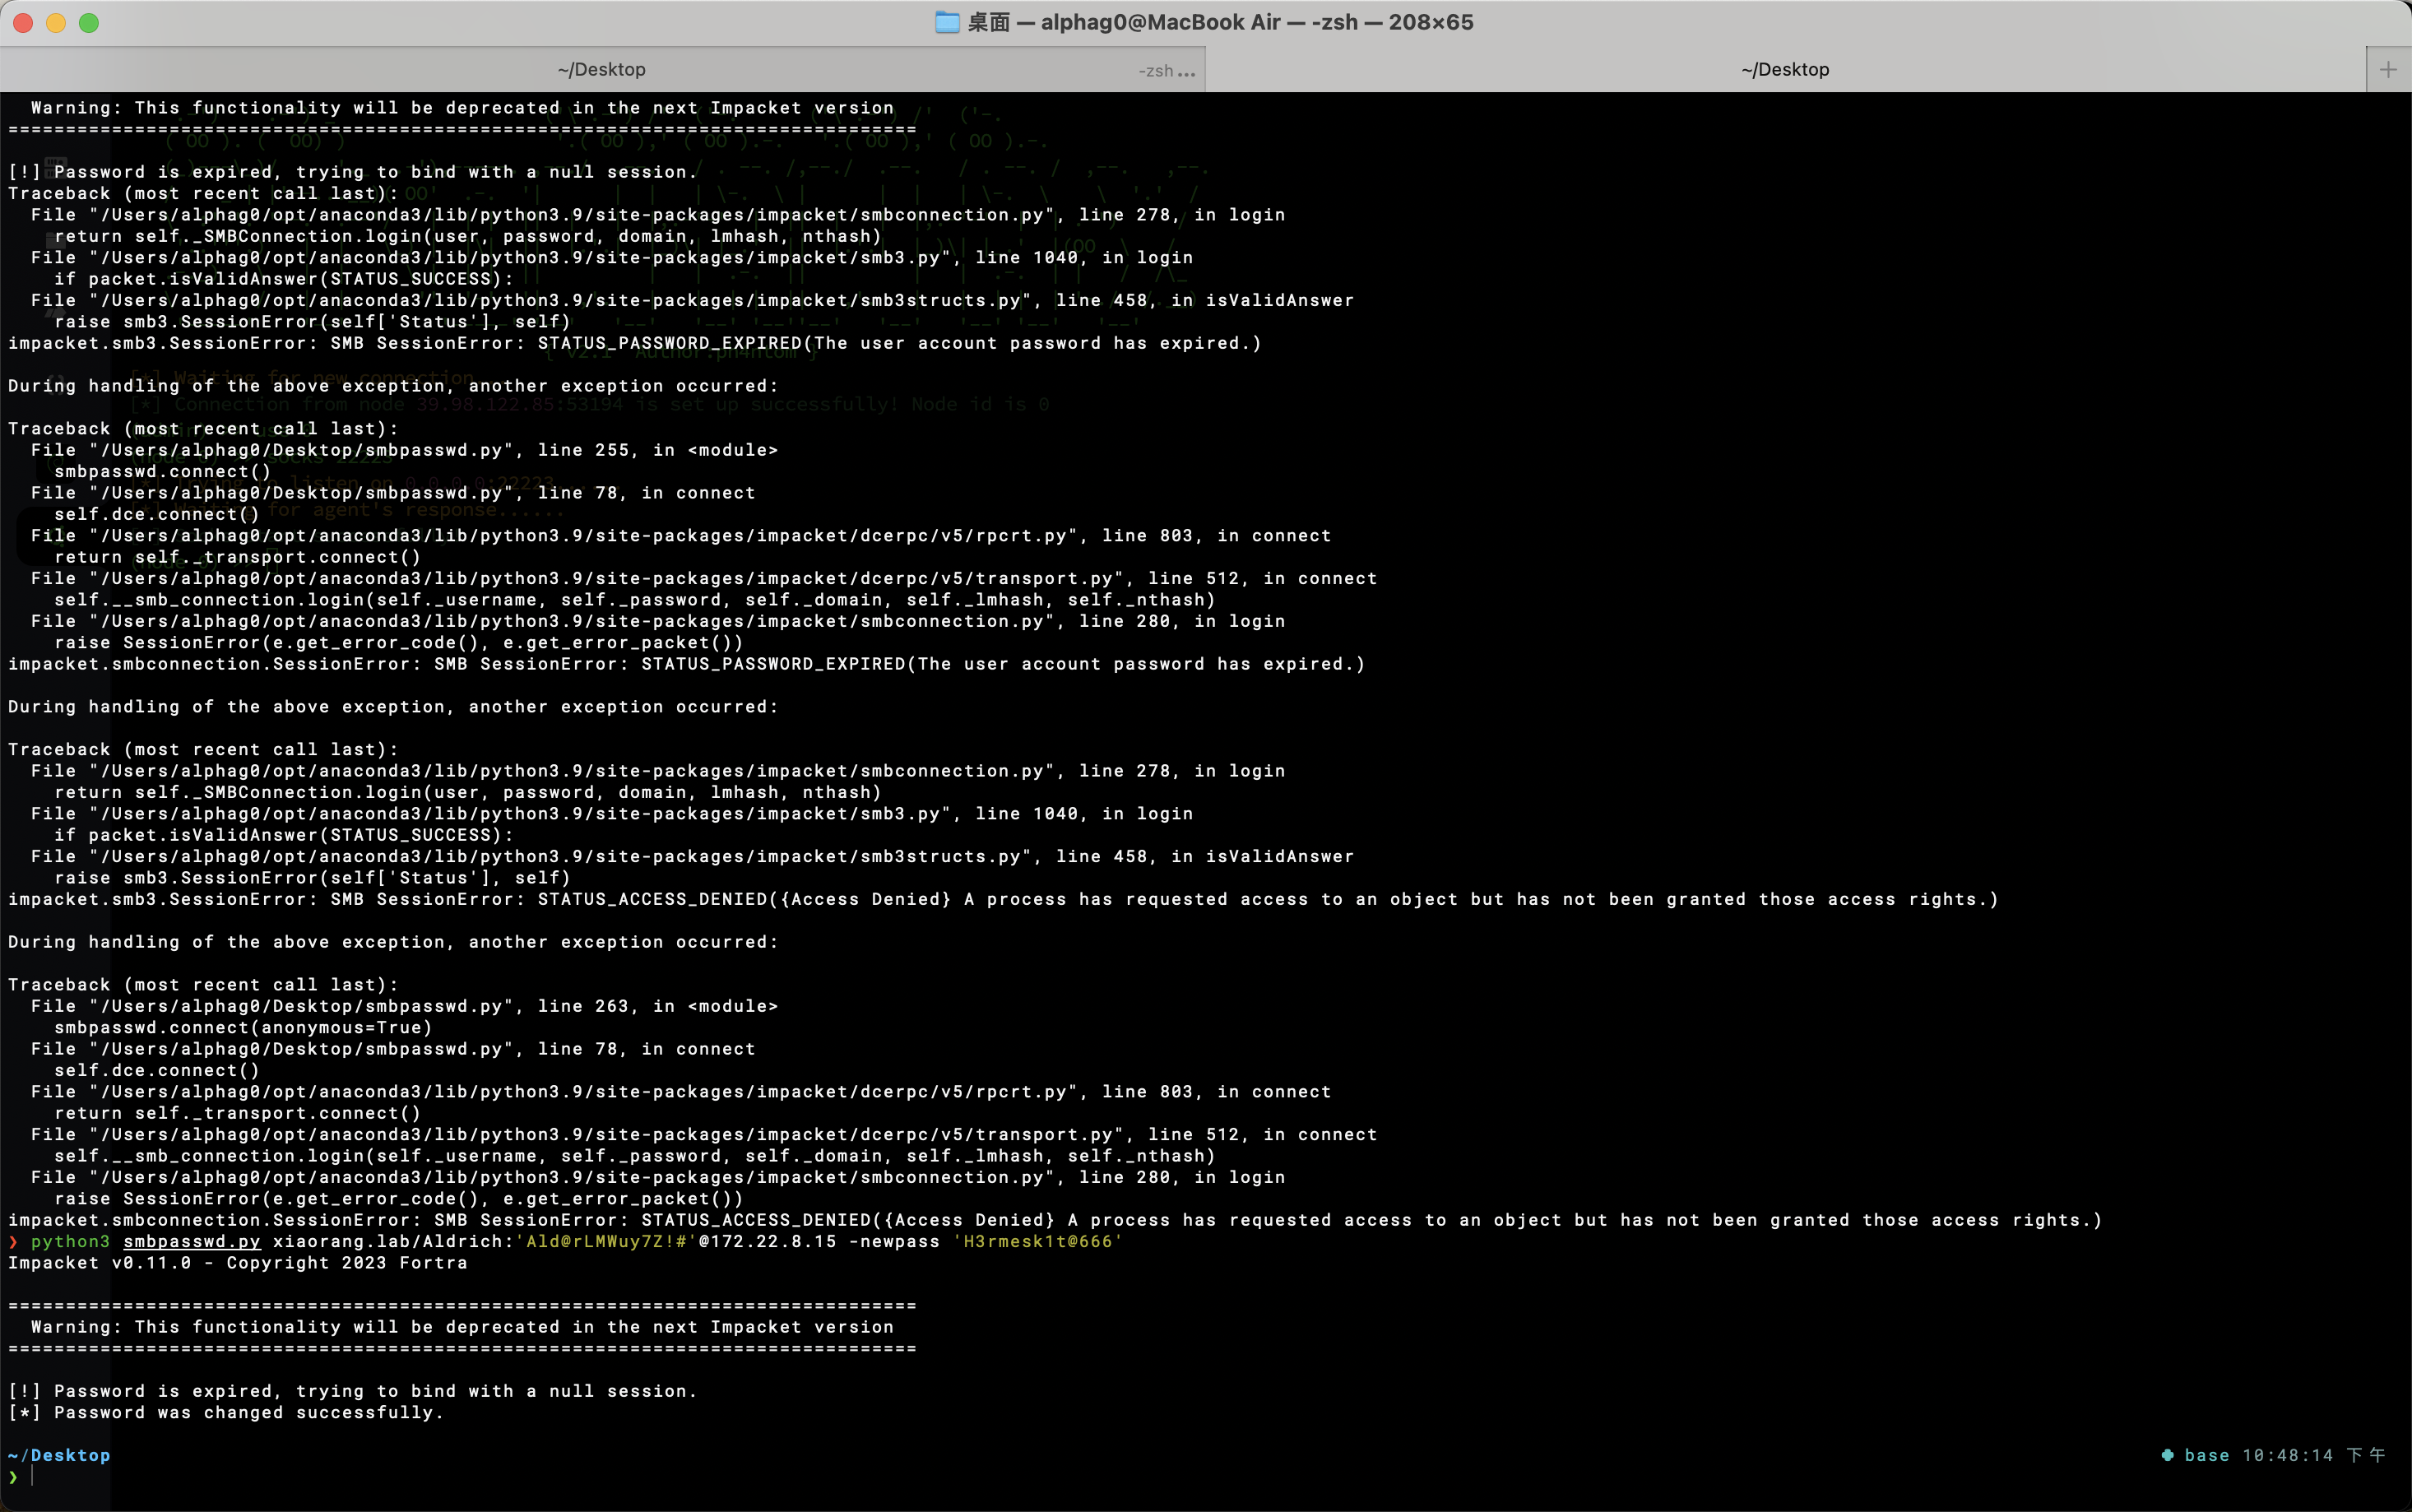 桌面 — alphag0@MacBook Air — -zsh — 208×65
~/Desktop -zsh ...
~/Desktop
Warning: This functionality will be deprecated in the next Impacket version
==============================================================================
[!] Password is expired, trying to bind with a null session.
Traceback (most recent call last):
File "/Users/alphag0/opt/anaconda3/lib/python3.9/site-packages/impacket/smbconnection.py", line 278, in login
return self._SMBConnection.login(user, password, domain, lmhash, nthash)
File "/Users/alphag0/opt/anaconda3/lib/python3.9/site-packages/impacket/smb3.py", line 1040, in login
if packet.isValidAnswer(STATUS_SUCCESS):
File "/Users/alphag0/opt/anaconda3/lib/python3.9/site-packages/impacket/smb3structs.py", line 458, in isValidAnswer
raise smb3.SessionError(self['Status'], self)
impacket.smb3.SessionError: SMB SessionError: STATUS_PASSWORD_EXPIRED(The user account password has expired.)
{ v2.1 Author:ph4ntom }
[*] Waiting for new connection...
During handling of the above exception, another exception occurred:
[*] Connection from node 39.98.122.85:53194 is set up successfully! Node id is 0
Traceback (most recent call last):
File "/Users/alphag0/Desktop/smbpasswd.py", line 255, in <module>
smbpasswd.connect()
File "/Users/alphag0/Desktop/smbpasswd.py", line 78, in connect
self.dce.connect()
File "/Users/alphag0/opt/anaconda3/lib/python3.9/site-packages/impacket/dcerpc/v5/rpcrt.py", line 803, in connect
return self._transport.connect()
File "/Users/alphag0/opt/anaconda3/lib/python3.9/site-packages/impacket/dcerpc/v5/transport.py", line 512, in connect
self.__smb_connection.login(self._username, self._password, self._domain, self._lmhash, self._nthash)
File "/Users/alphag0/opt/anaconda3/lib/python3.9/site-packages/impacket/smbconnection.py", line 280, in login
raise SessionError(e.get_error_code(), e.get_error_packet())
impacket.smbconnection.SessionError: SMB SessionError: STATUS_PASSWORD_EXPIRED(The user account password has expired.)
During handling of the above exception, another exception occurred:
Traceback (most recent call last):
File "/Users/alphag0/opt/anaconda3/lib/python3.9/site-packages/impacket/smbconnection.py", line 278, in login
return self._SMBConnection.login(user, password, domain, lmhash, nthash)
File "/Users/alphag0/opt/anaconda3/lib/python3.9/site-packages/impacket/smb3.py", line 1040, in login
if packet.isValidAnswer(STATUS_SUCCESS):
File "/Users/alphag0/opt/anaconda3/lib/python3.9/site-packages/impacket/smb3structs.py", line 458, in isValidAnswer
raise smb3.SessionError(self['Status'], self)
impacket.smb3.SessionError: SMB SessionError: STATUS_ACCESS_DENIED({Access Denied} A process has requested access to an object but has not been granted those access rights.)
During handling of the above exception, another exception occurred:
Traceback (most recent call last):
File "/Users/alphag0/Desktop/smbpasswd.py", line 263, in <module>
smbpasswd.connect(anonymous=True)
File "/Users/alphag0/Desktop/smbpasswd.py", line 78, in connect
self.dce.connect()
File "/Users/alphag0/opt/anaconda3/lib/python3.9/site-packages/impacket/dcerpc/v5/rpcrt.py", line 803, in connect
return self._transport.connect()
File "/Users/alphag0/opt/anaconda3/lib/python3.9/site-packages/impacket/dcerpc/v5/transport.py", line 512, in connect
self.__smb_connection.login(self._username, self._password, self._domain, self._lmhash, self._nthash)
File "/Users/alphag0/opt/anaconda3/lib/python3.9/site-packages/impacket/smbconnection.py", line 280, in login
raise SessionError(e.get_error_code(), e.get_error_packet())
impacket.smbconnection.SessionError: SMB SessionError: STATUS_ACCESS_DENIED({Access Denied} A process has requested access to an object but has not been granted those access rights.)
❯ python3 smbpasswd.py xiaorang.lab/Aldrich:'Ald@rLMWuy7Z!#'@172.22.8.15 -newpass 'H3rmesk1t@666'
Impacket v0.11.0 - Copyright 2023 Fortra
==============================================================================
Warning: This functionality will be deprecated in the next Impacket version
==============================================================================
[!] Password is expired, trying to bind with a null session.
[*] Password was changed successfully.
~/Desktop base 10:48:14 下午
❯